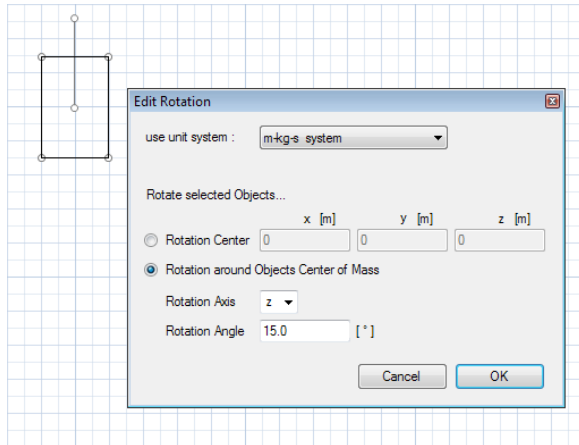 Edit Rotation
use unit system : m-kg-s system
Rotate selected Objects...
x [m] y [m] z [m]
Rotation Center 0 0 0
Rotation around Objects Center of Mass
Rotation Axis z
Rotation Angle 15.0 [°]
Cancel OK